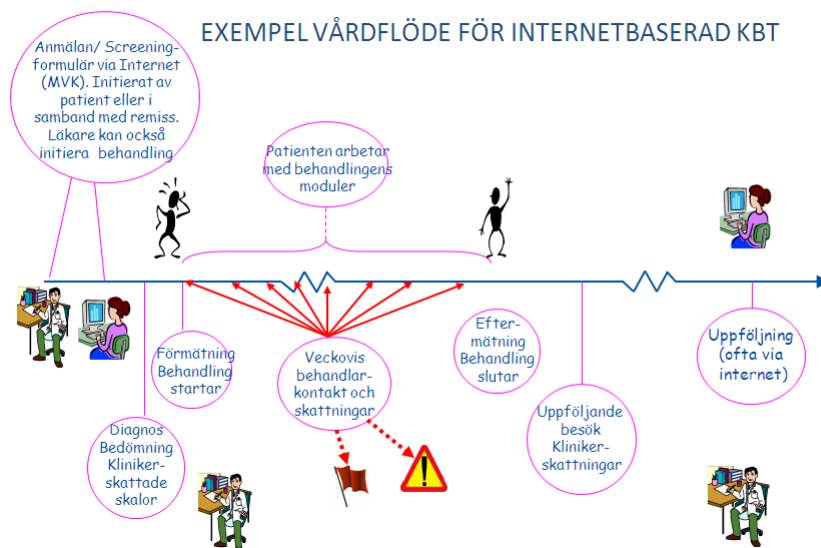 EXEMPEL VÅRDFLÖDE FÖR INTERNETBASERAD KBT
Anmälan/ Screening-
formulär via Internet
(MVK). Initierat av
patient eller i
samband med remiss.
Läkare kan också
initiera behandling
Patienten arbetar
med behandlingens
moduler
Förmätning
Behandling
startar
Diagnos
Bedömning
Kliniker-
skattade
skalor
Veckovis
behandlar-
kontakt och
skattningar
Efter-
mätning
Behandling
slutar
Uppföljande
besök
Kliniker-
skattningar
Uppföljning
(ofta via
internet)
!